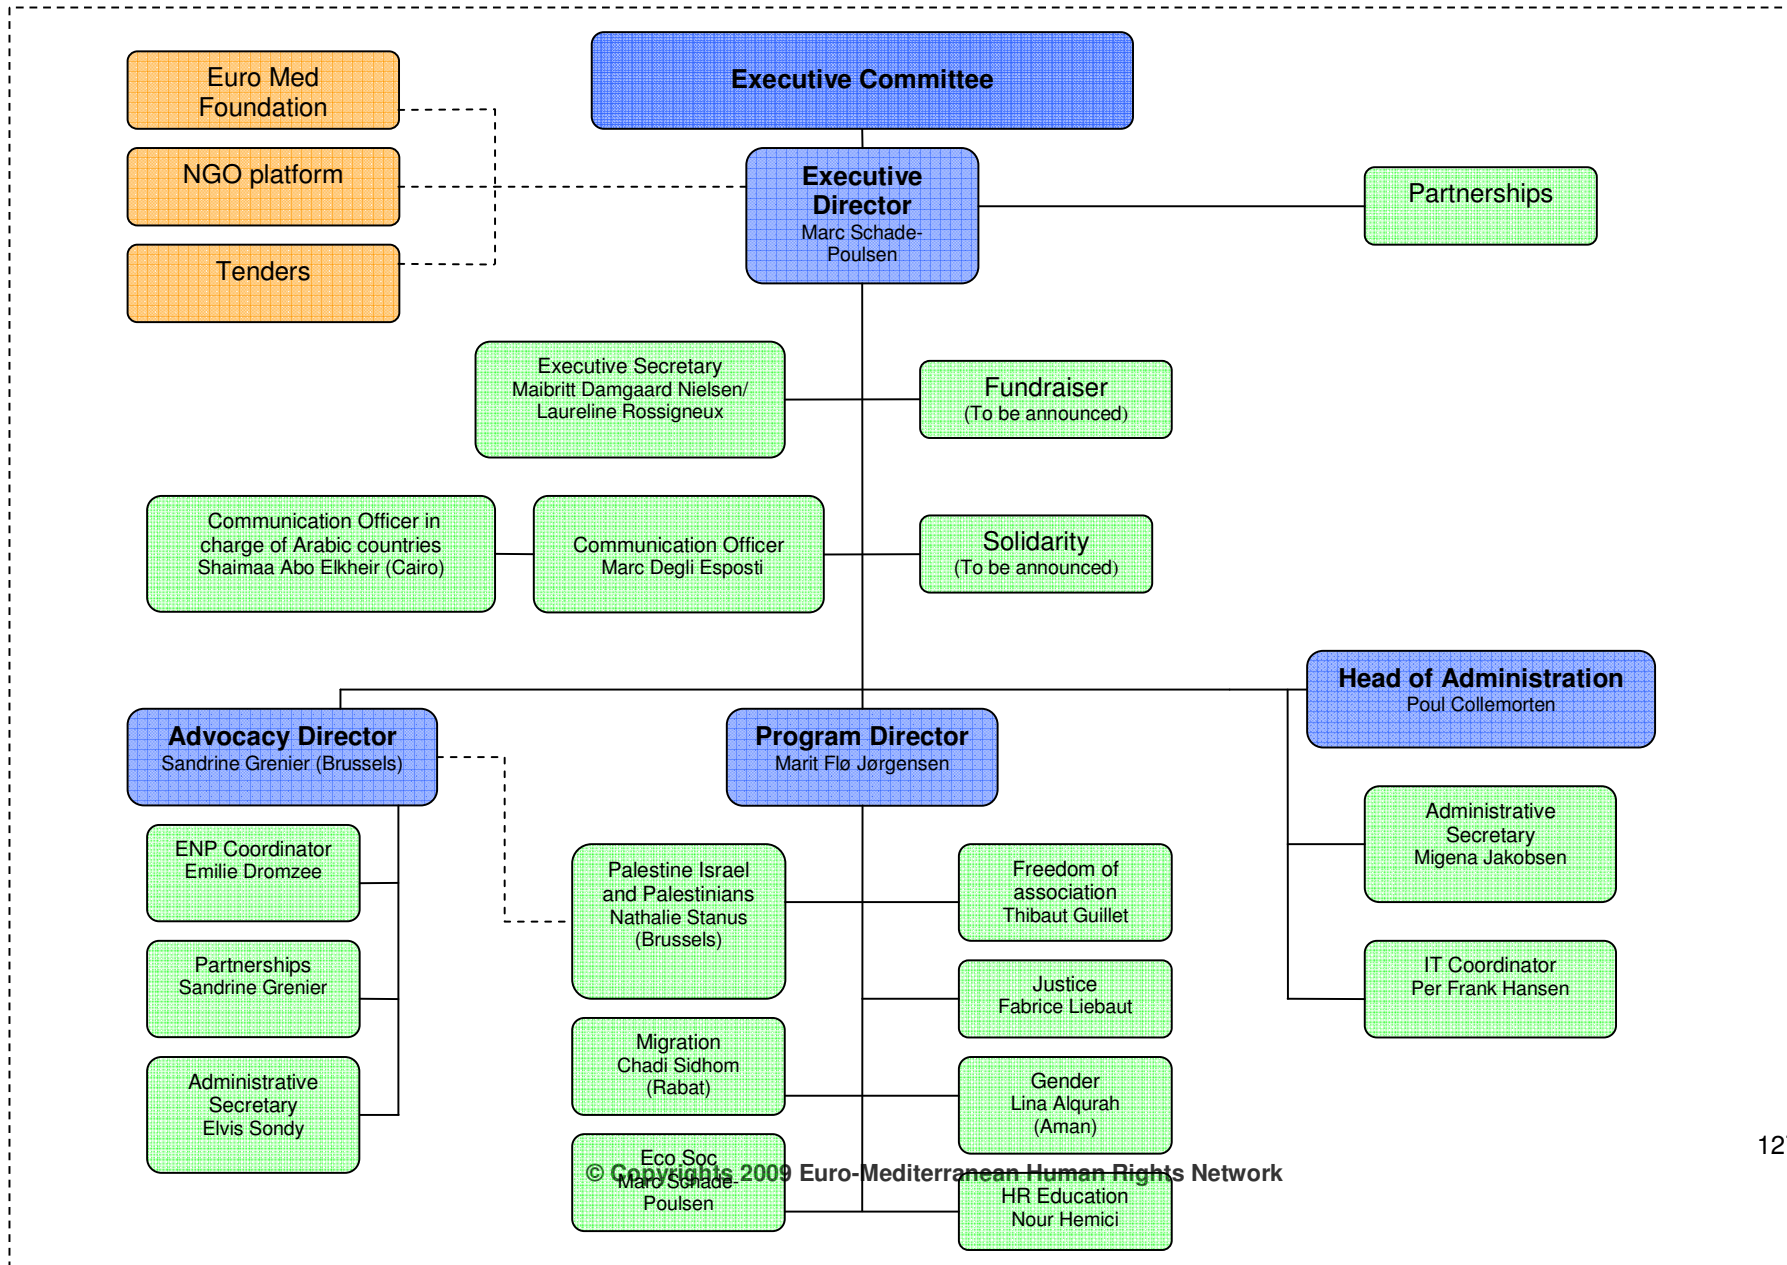 Euro Med
Foundation
NGO platform
Tenders
Executive Committee
Executive
Director
Marc Schade-
Poulsen
Partnerships
Executive Secretary
Maibritt Damgaard Nielsen/
Laureline Rossigneux
Fundraiser
(To be announced)
Communication Officer in
charge of Arabic countries
Shaimaa Abo Elkheir (Cairo)
Communication Officer
Marc Degli Esposti
Solidarity
(To be announced)
Head of Administration
Poul Collemorten
Advocacy Director
Sandrine Grenier (Brussels)
Program Director
Marit Flø Jørgensen
ENP Coordinator
Emilie Dromzee
Partnerships
Sandrine Grenier
Administrative
Secretary
Elvis Sondy
Palestine Israel
and Palestinians
Nathalie Stanus
(Brussels)
Migration
Chadi Sidhom
(Rabat)
Eco Soc
Marc Schade-
Poulsen
Freedom of
association
Thibaut Guillet
Justice
Fabrice Liebaut
Gender
Lina Alqurah
(Aman)
HR Education
Nour Hemici
Administrative
Secretary
Migena Jakobsen
IT Coordinator
Per Frank Hansen
© Copyrights 2009 Euro-Mediterranean Human Rights Network
12